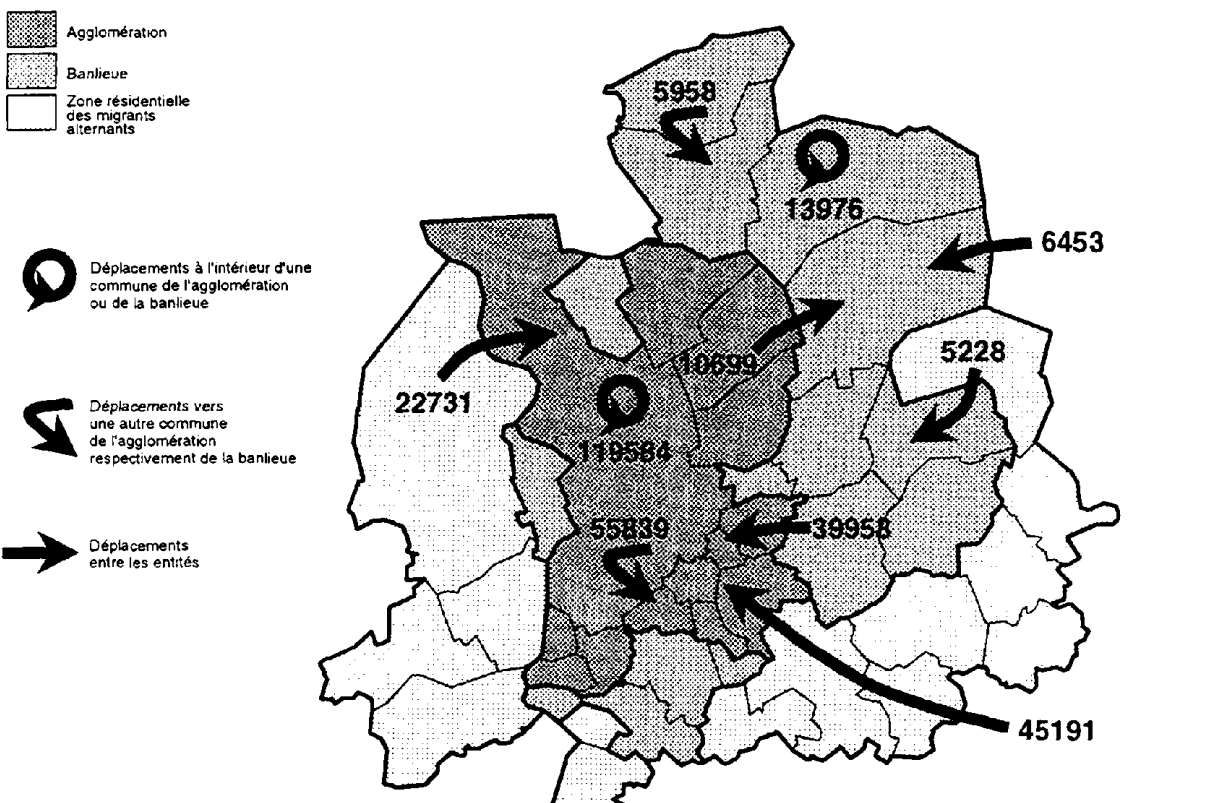 Agglomération
Banlieue
Zone résidentielle
des migrants
alternants
Déplacements à l'intérieur d'une
commune de l'agglomération
ou de la banlieue
Déplacements vers
une autre commune
de l'agglomération
respectivement de la banlieue
Déplacements
entre les entités
5958
13976
6453
5228
10699
22731
119584
55839
39958
45191